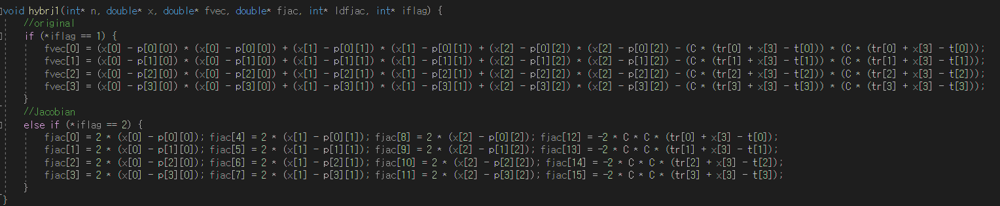 void hybrj1(int* n, double* x, double* fvec, double* fjac, int* ldfjac, int* iflag) {
//original
if (*iflag == 1) {
fvec[0] = (x[0] - p[0][0]) * (x[0] - p[0][0]) + (x[1] - p[0][1]) * (x[1] - p[0][1]) + (x[2] - p[0][2]) * (x[2] - p[0][2]) - (C * (tr[0] + x[3] - t[0])) * (C * (tr[0] + x[3] - t[0]));
fvec[1] = (x[0] - p[1][0]) * (x[0] - p[1][0]) + (x[1] - p[1][1]) * (x[1] - p[1][1]) + (x[2] - p[1][2]) * (x[2] - p[1][2]) - (C * (tr[1] + x[3] - t[1])) * (C * (tr[1] + x[3] - t[1]));
fvec[2] = (x[0] - p[2][0]) * (x[0] - p[2][0]) + (x[1] - p[2][1]) * (x[1] - p[2][1]) + (x[2] - p[2][2]) * (x[2] - p[2][2]) - (C * (tr[2] + x[3] - t[2])) * (C * (tr[2] + x[3] - t[2]));
fvec[3] = (x[0] - p[3][0]) * (x[0] - p[3][0]) + (x[1] - p[3][1]) * (x[1] - p[3][1]) + (x[2] - p[3][2]) * (x[2] - p[3][2]) - (C * (tr[3] + x[3] - t[3])) * (C * (tr[3] + x[3] - t[3]));
}
//Jacobian
else if (*iflag == 2) {
fjac[0] = 2 * (x[0] - p[0][0]); fjac[4] = 2 * (x[1] - p[0][1]); fjac[8] = 2 * (x[2] - p[0][2]); fjac[12] = -2 * C * C * (tr[0] + x[3] - t[0]);
fjac[1] = 2 * (x[0] - p[1][0]); fjac[5] = 2 * (x[1] - p[1][1]); fjac[9] = 2 * (x[2] - p[1][2]); fjac[13] = -2 * C * C * (tr[1] + x[3] - t[1]);
fjac[2] = 2 * (x[0] - p[2][0]); fjac[6] = 2 * (x[1] - p[2][1]); fjac[10] = 2 * (x[2] - p[2][2]); fjac[14] = -2 * C * C * (tr[2] + x[3] - t[2]);
fjac[3] = 2 * (x[0] - p[3][0]); fjac[7] = 2 * (x[1] - p[3][1]); fjac[11] = 2 * (x[2] - p[3][2]); fjac[15] = -2 * C * C * (tr[3] + x[3] - t[3]);
}
}